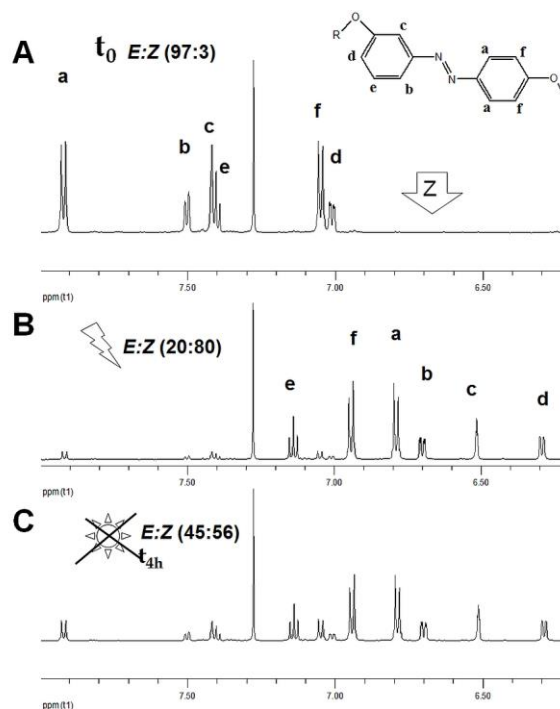 A
t0 E:Z (97:3)
a
b
c
e
f
d
Z
R
O
c
d
e
b
N
N
a
a
f
f
O
7.50
7.00
6.50
ppm (t1)
B
E:Z (20:80)
e
f
a
b
c
d
7.50
7.00
6.50
ppm (t1)
C
E:Z (45:56)
t4h
7.50
7.00
6.50
ppm (t1)